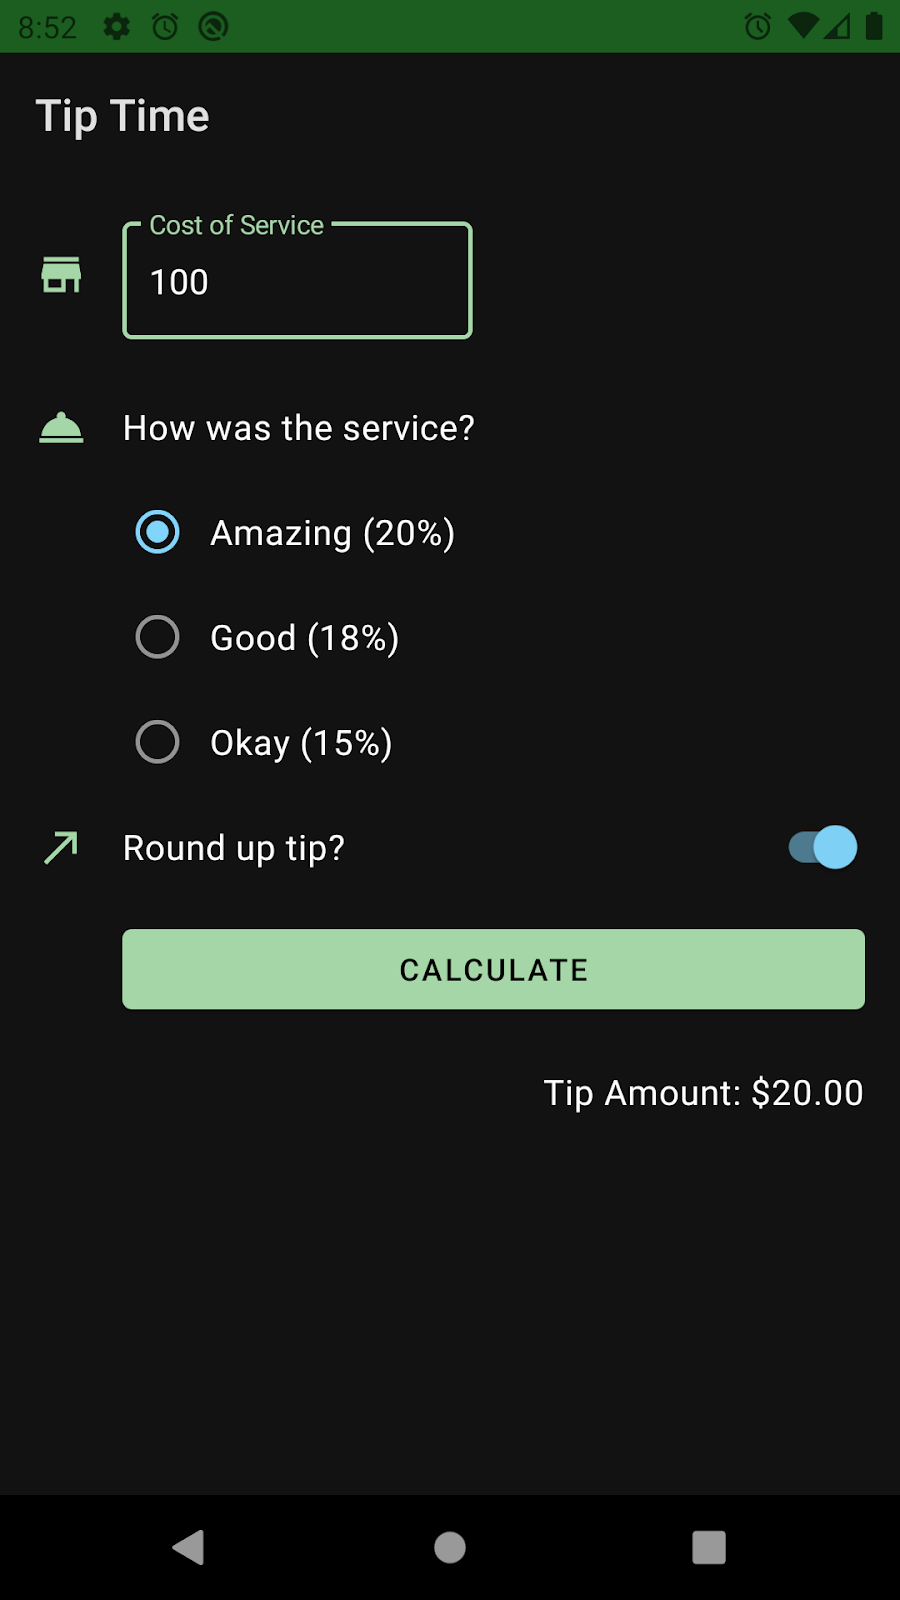 8:52
Tip Time
Cost of Service
100
How was the service?
Amazing (20%)
Good (18%)
Okay (15%)
Round up tip?
CALCULATE
Tip Amount: $20.00